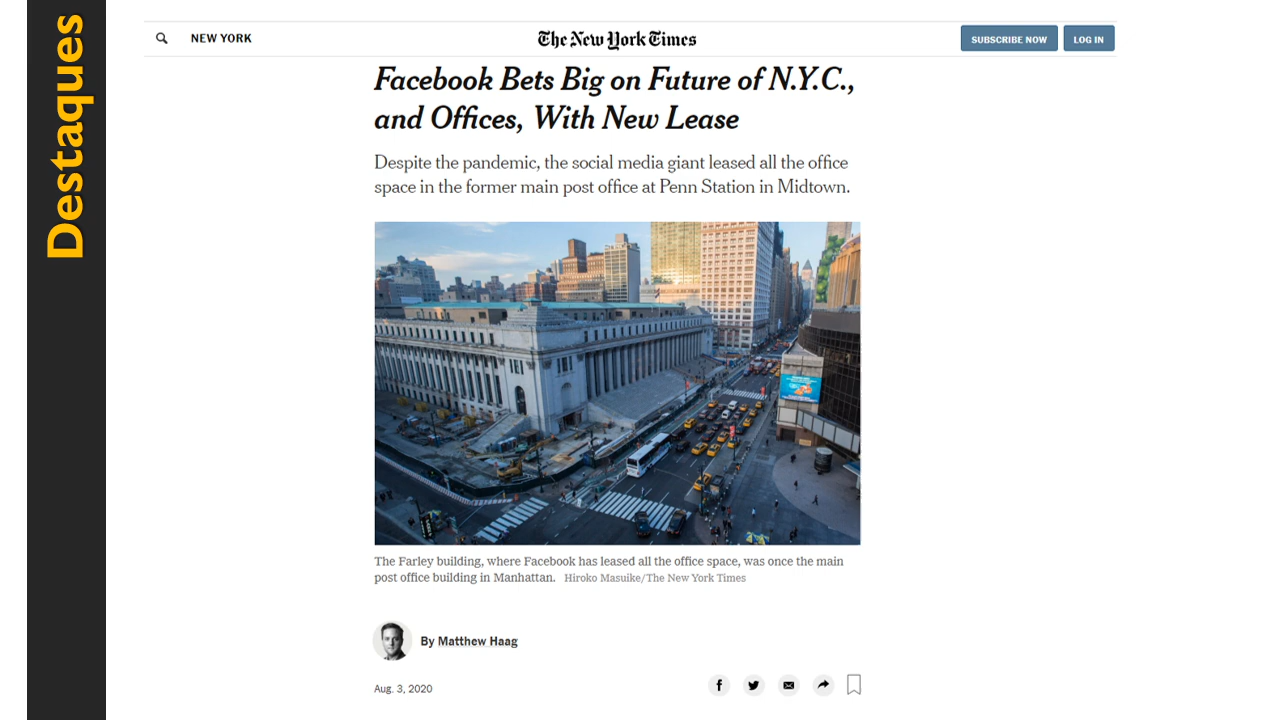 Destaques
NEW YORK
The New York Times
SUBSCRIBE NOW
LOG IN
Facebook Bets Big on Future of N.Y.C.,
and Offices, With New Lease
Despite the pandemic, the social media giant leased all the office
space in the former main post office at Penn Station in Midtown.
The Farley building, where Facebook has leased all the office space, was once the main
post office building in Manhattan. Hiroko Masuike/The New York Times
By Matthew Haag
Aug. 3, 2020